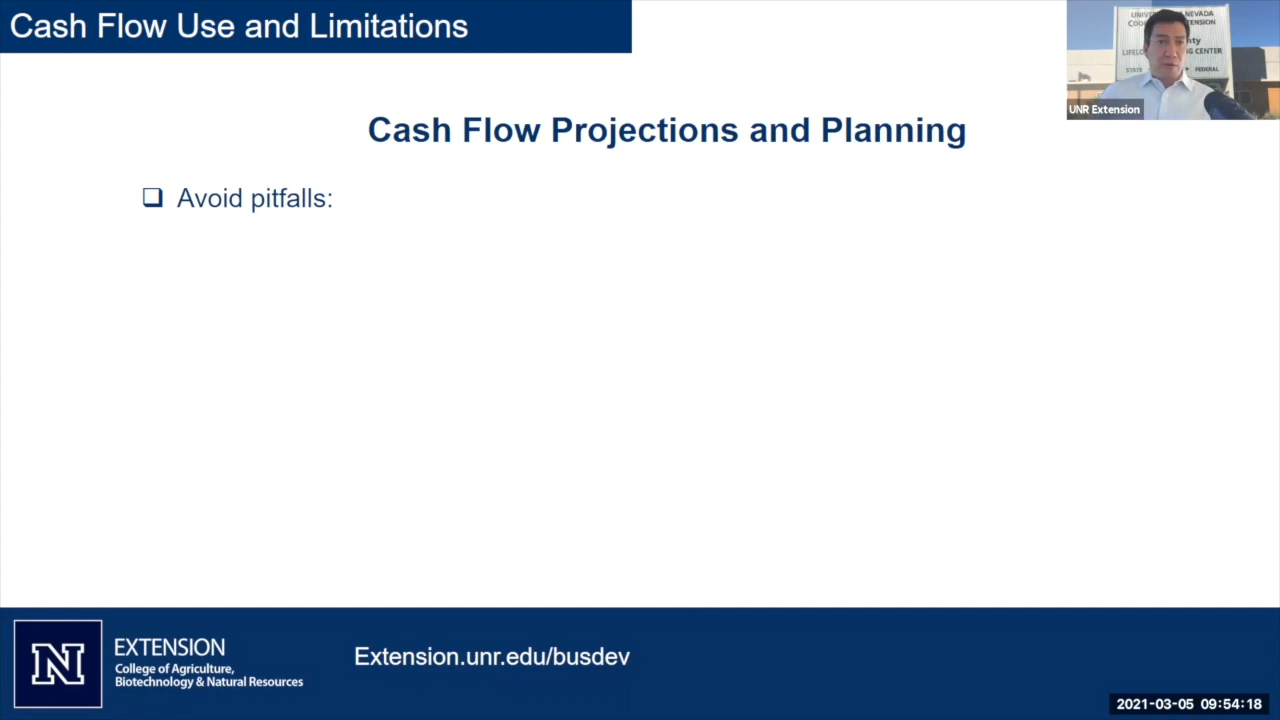 Cash Flow Use and Limitations
UNR Extension
Cash Flow Projections and Planning
Avoid pitfalls:
N
EXTENSION
College of Agriculture,
Biotechnology & Natural Resources
Extension.unr.edu/busdev
2021-03-05 09:54:18